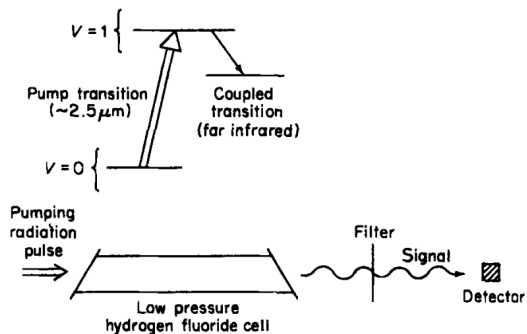 V = 1
Pump transition
(~2.5μm)
Coupled
transition
(far infrared)
V=0
Pumping
radiation
pulse
Filter
Signal
Detector
Low pressure
hydrogen fluoride cell